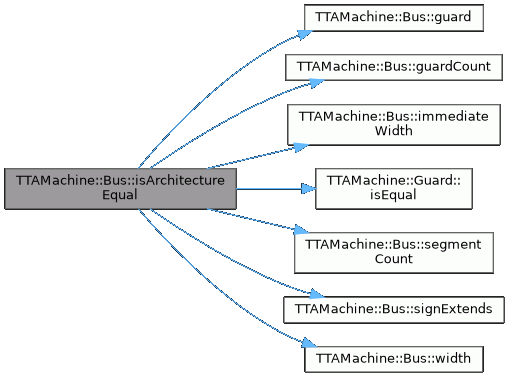 TTAMachine::Bus::guard
TTAMachine::Bus::guardCount
TTAMachine::Bus::immediate
Width
TTAMachine::Bus::isArchitecture
Equal
TTAMachine::Guard::
isEqual
TTAMachine::Bus::segment
Count
TTAMachine::Bus::signExtends
TTAMachine::Bus::width